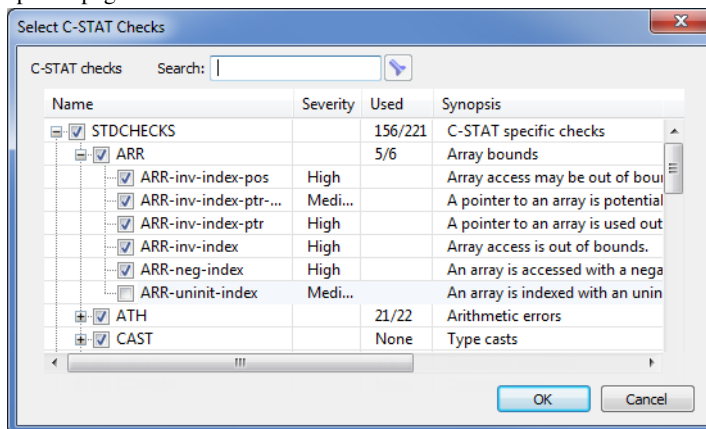 Select C-STAT Checks
C-STAT checks Search:
Name Severity Used Synopsis
STDCHECKS 156/221 C-STAT specific checks
ARR 5/6 Array bounds
ARR-inv-index-pos High Array access may be out of bour
ARR-inv-index-ptr-... Medi... A pointer to an array is potential
ARR-inv-index-ptr High A pointer to an array is used out
ARR-inv-index High Array access is out of bounds.
ARR-neg-index High An array is accessed with a nega
ARR-uninit-index Medi... An array is indexed with an unin
ATH 21/22 Arithmetic errors
CAST None Type casts
OK Cancel